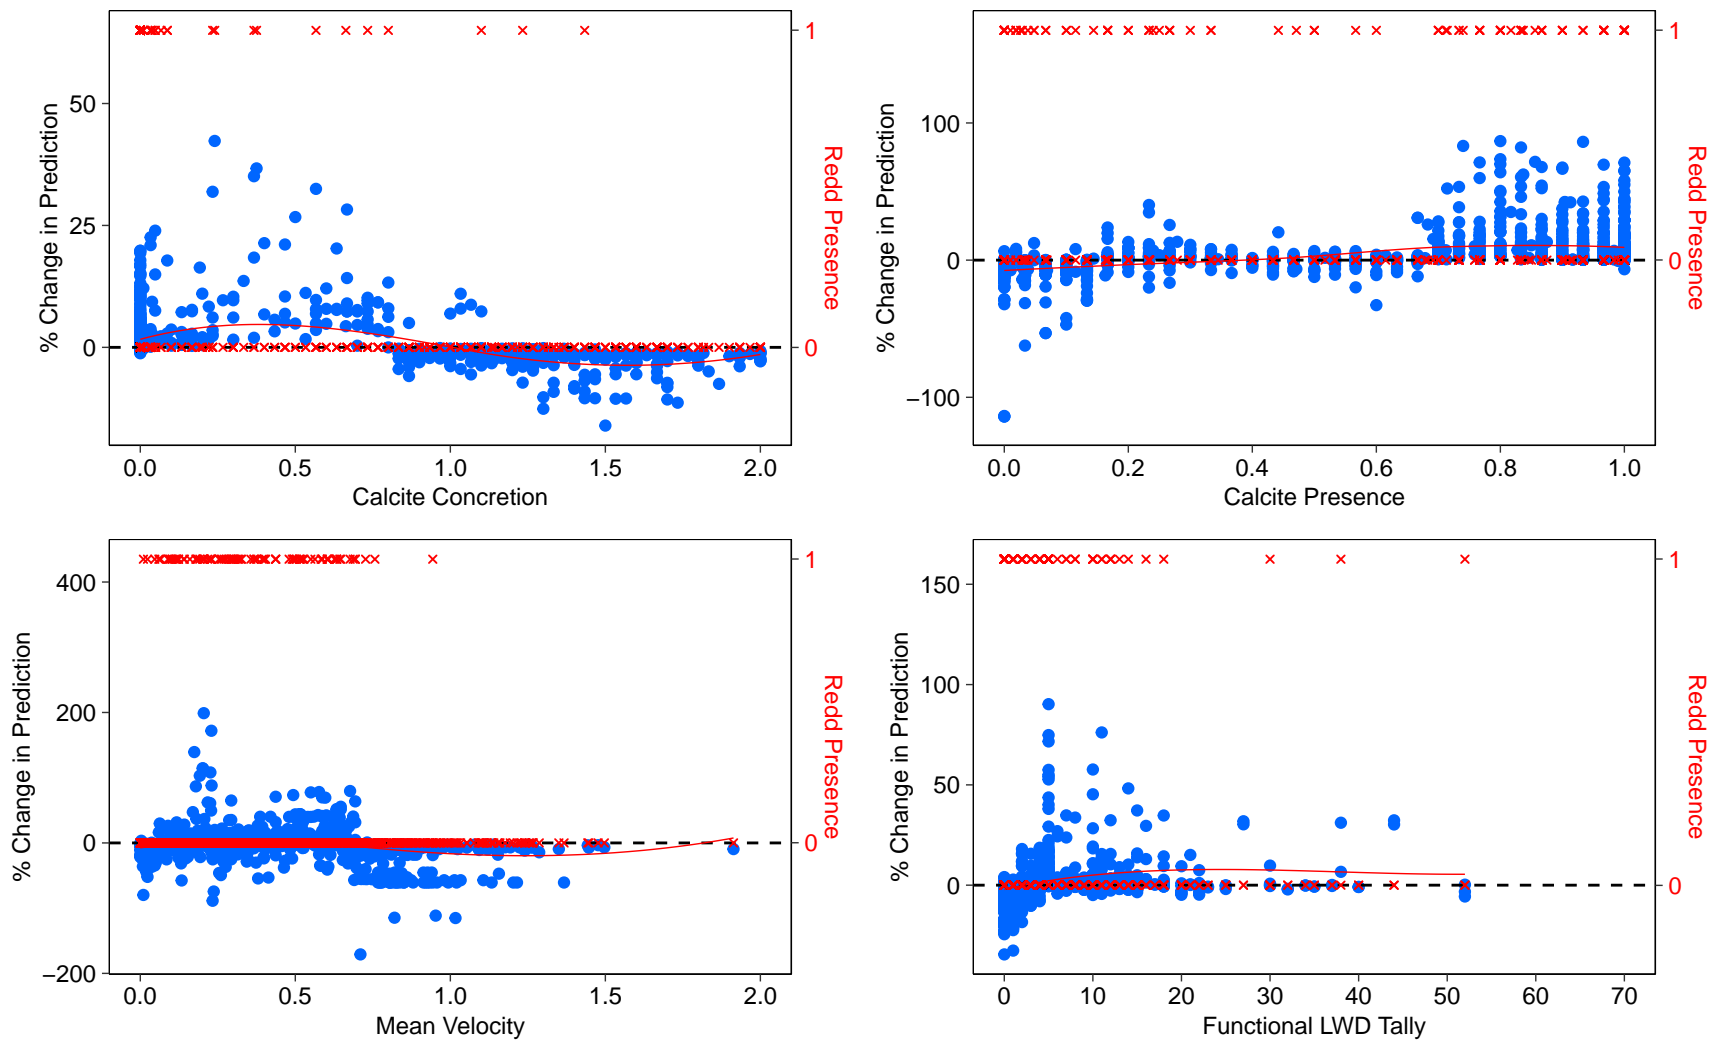 % Change in Prediction
50
25
0
0.0 0.5 1.0 1.5 2.0
Calcite Concretion
1
0
Redd Presence
% Change in Prediction
100
0
−100
0.0 0.2 0.4 0.6 0.8 1.0
Calcite Presence
1
0
Redd Presence
% Change in Prediction
400
200
0
−200
0.0 0.5 1.0 1.5 2.0
Mean Velocity
1
0
Redd Presence
% Change in Prediction
150
100
50
0
0 10 20 30 40 50 60 70
Functional LWD Tally
1
0
Redd Presence